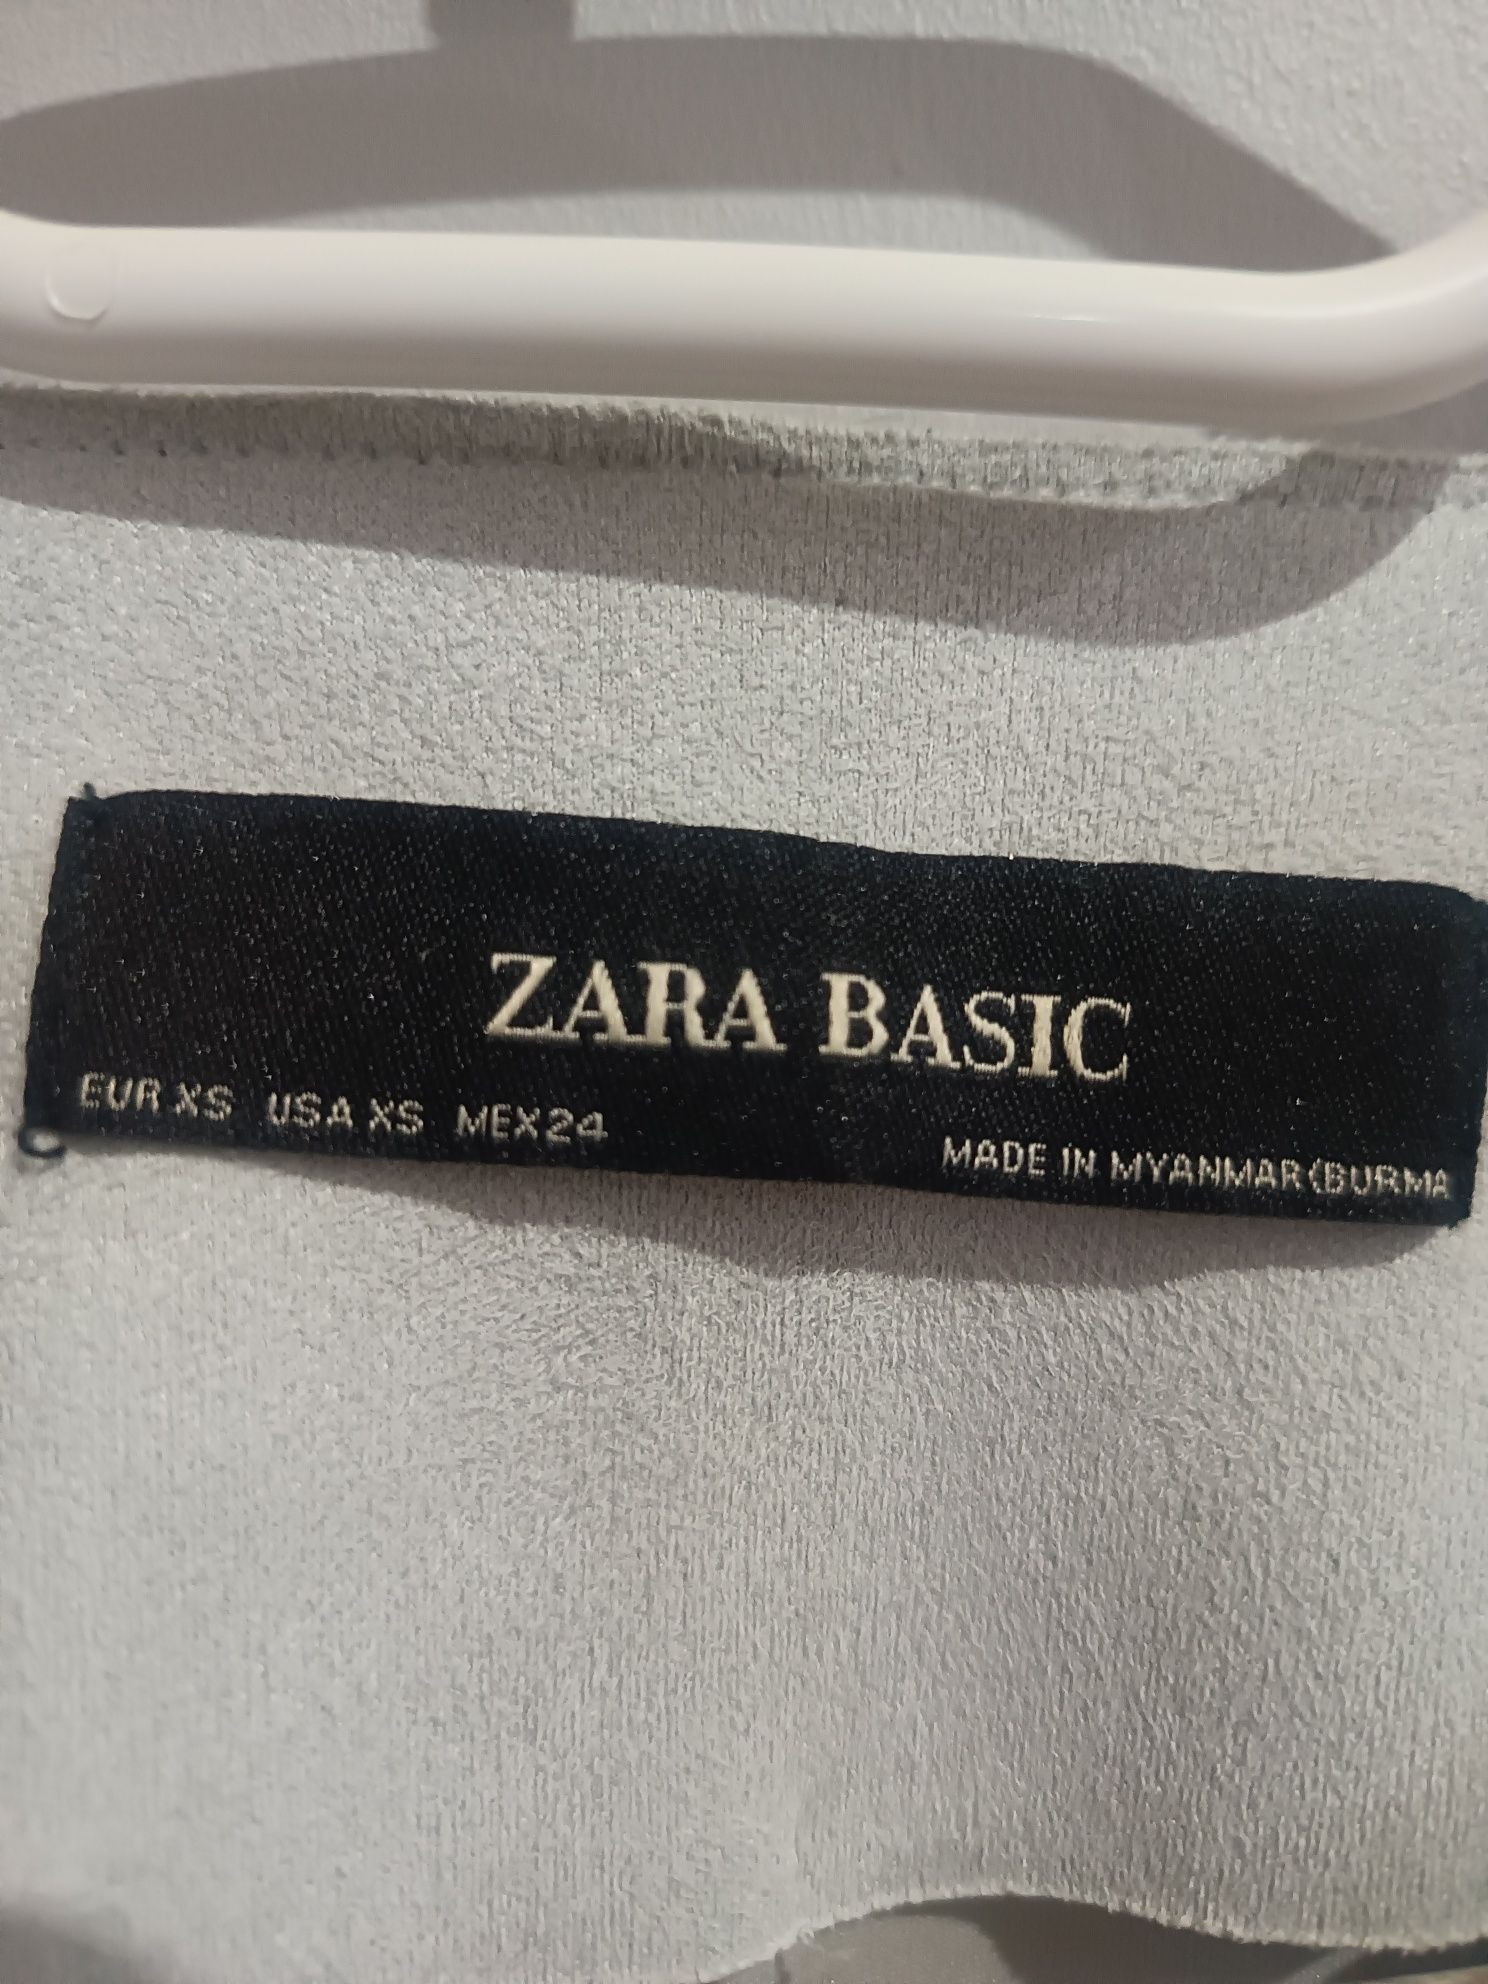 ZARA BASIC
EUR XS USA XS MEX 24
MADE IN MYANMAR (BURMA